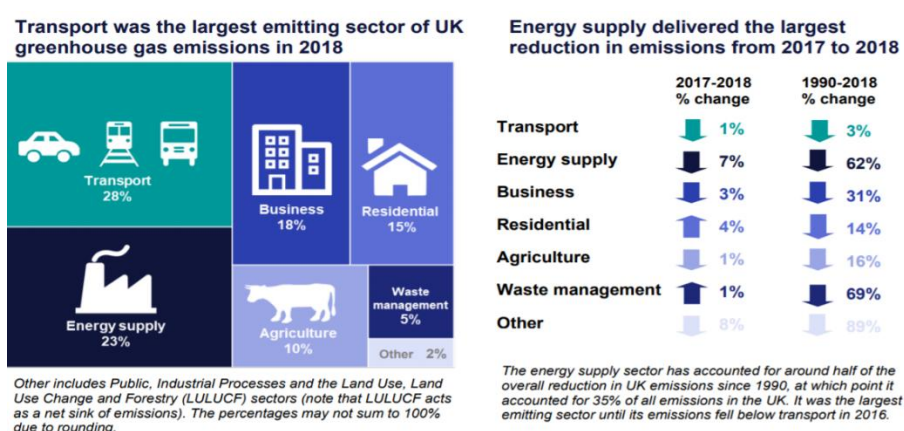 Transport was the largest emitting sector of UK
greenhouse gas emissions in 2018
Transport
28%
Business
18%
Residential
15%
Energy supply
23%
Agriculture
10%
Waste
management
5%
Other 2%
Other includes Public, Industrial Processes and the Land Use, Land
Use Change and Forestry (LULUCF) sectors (note that LULUCF acts
as a net sink of emissions). The percentages may not sum to 100%
due to rounding.
Energy supply delivered the largest
reduction in emissions from 2017 to 2018
2017-2018 1990-2018
% change % change
Transport 1% 3%
Energy supply 7% 62%
Business 3% 31%
Residential 4% 14%
Agriculture 1% 16%
Waste management 1% 69%
Other 8% 89%
The energy supply sector has accounted for around half of the
overall reduction in UK emissions since 1990, at which point it
accounted for 35% of all emissions in the UK. It was the largest
emitting sector until its emissions fell below transport in 2016.